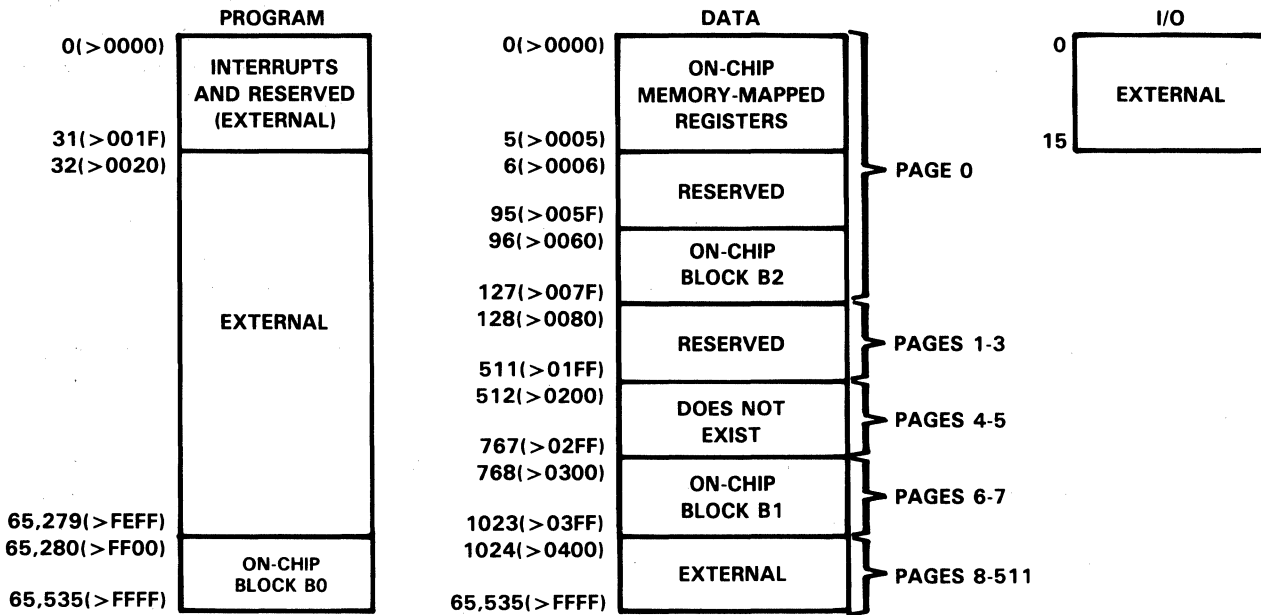 PROGRAM
0(>0000)
INTERRUPTS
AND RESERVED
(EXTERNAL)
31(>001F)
32(>0020)
EXTERNAL
65,279(>FEFF)
65,280(>FF00)
ON-CHIP
BLOCK B0
65,535(>FFFF)
DATA
0(>0000)
ON-CHIP
MEMORY-MAPPED
REGISTERS
5(>0005)
6(>0006)
RESERVED
95(>005F)
96(>0060)
ON-CHIP
BLOCK B2
127(>007F)
PAGE 0
128(>0080)
RESERVED
511(>01FF)
PAGES 1-3
512(>0200)
DOES NOT
EXIST
767(>02FF)
PAGES 4-5
768(>0300)
ON-CHIP
BLOCK B1
1023(>03FF)
PAGES 6-7
1024(>0400)
EXTERNAL
65,535(>FFFF)
PAGES 8-511
I/O
0
EXTERNAL
15